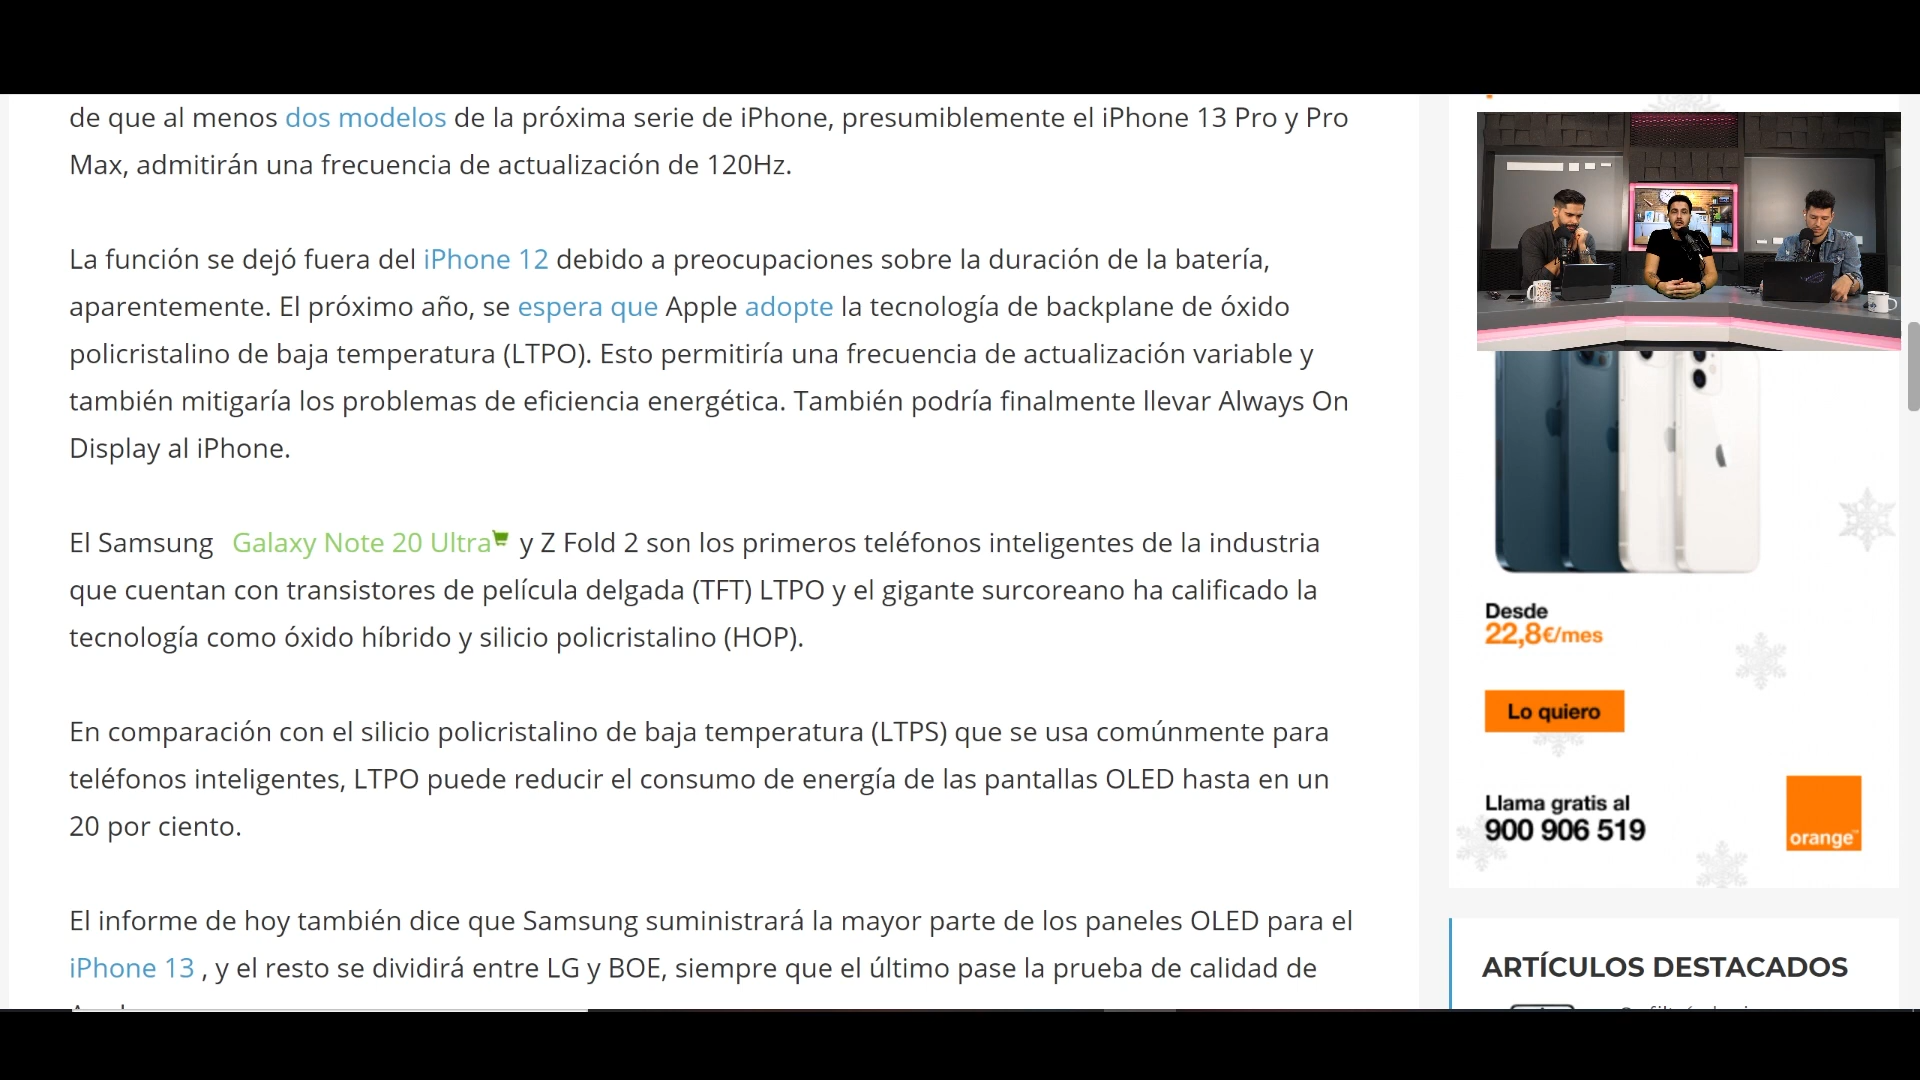 de que al menos dos modelos de la próxima serie de iPhone, presumiblemente el iPhone 13 Pro y Pro
Max, admitirán una frecuencia de actualización de 120Hz.
La función se dejó fuera del iPhone 12 debido a preocupaciones sobre la duración de la batería,
aparentemente. El próximo año, se espera que Apple adopte la tecnología de backplane de óxido
policristalino de baja temperatura (LTPO). Esto permitiría una frecuencia de actualización variable y
también mitigaría los problemas de eficiencia energética. También podría finalmente llevar Always On
Display al iPhone.
El Samsung Galaxy Note 20 Ultra y Z Fold 2 son los primeros teléfonos inteligentes de la industria
que cuentan con transistores de película delgada (TFT) LTPO y el gigante surcoreano ha calificado la
tecnología como óxido híbrido y silicio policristalino (HOP).
En comparación con el silicio policristalino de baja temperatura (LTPS) que se usa comúnmente para
teléfonos inteligentes, LTPO puede reducir el consumo de energía de las pantallas OLED hasta en un
20 por ciento.
El informe de hoy también dice que Samsung suministrará la mayor parte de los paneles OLED para el
iPhone 13 , y el resto se dividirá entre LG y BOE, siempre que el último pase la prueba de calidad de
Desde
22,8€/mes
Lo quiero
Llama gratis al
900 906 519
orange
ARTÍCULOS DESTACADOS